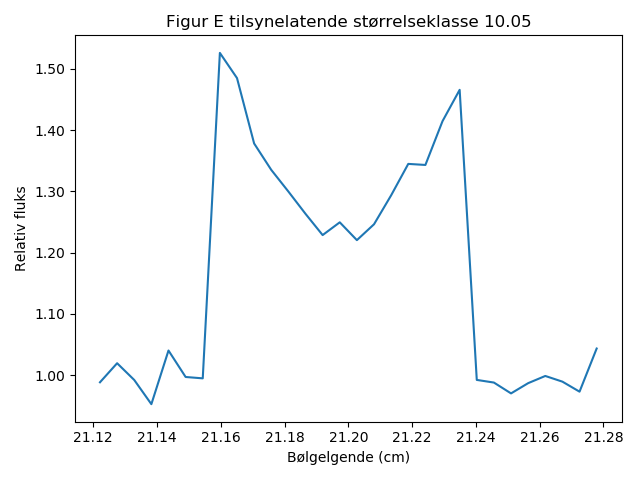 Figur E tilsynelatende størrelseklasse 10.05
1.50
1.40
1.30
1.20
1.10
1.00
Relativ fluks
21.12 21.14 21.16 21.18 21.20 21.22 21.24 21.26 21.28
Bølgelgende (cm)